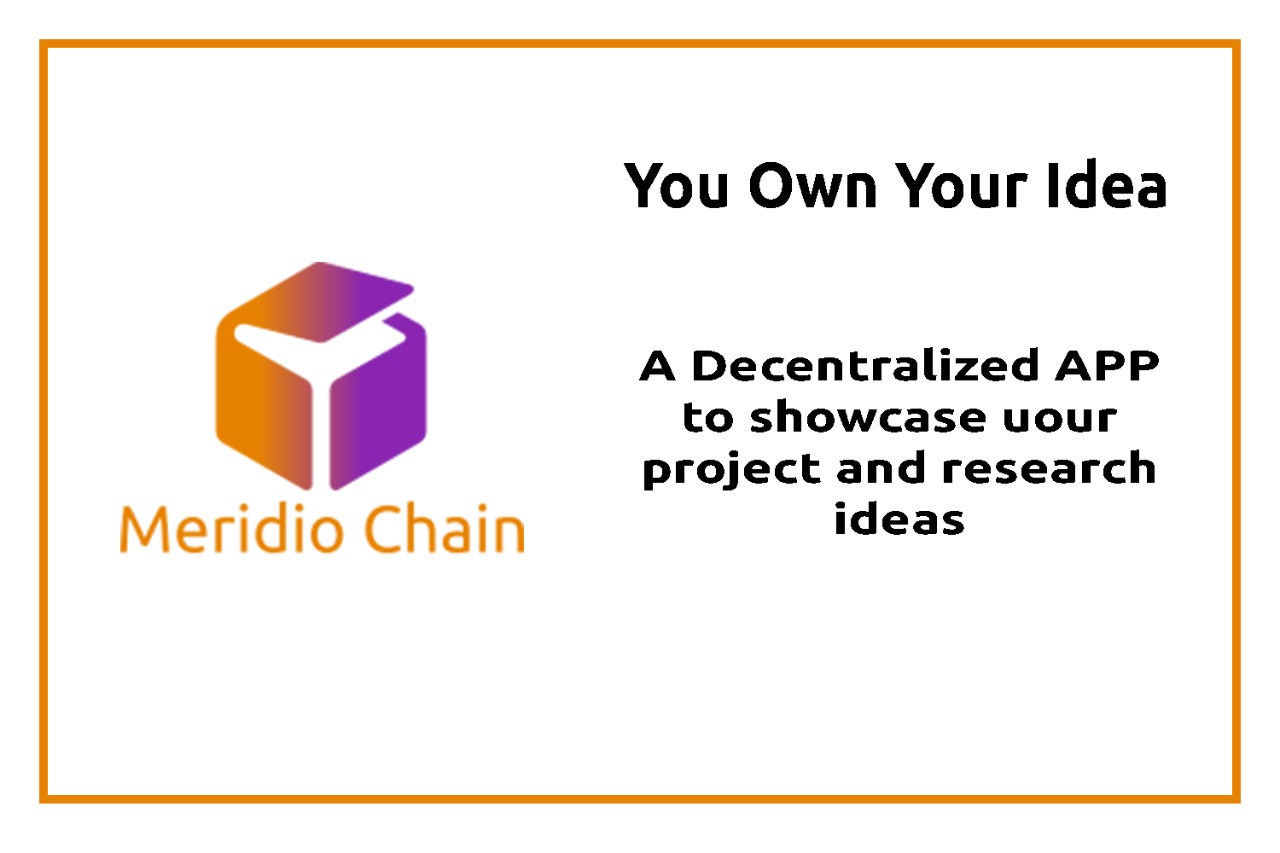 You Own Your Idea
A Decentralized APP
to showcase uour
project and research
ideas
Meridio Chain